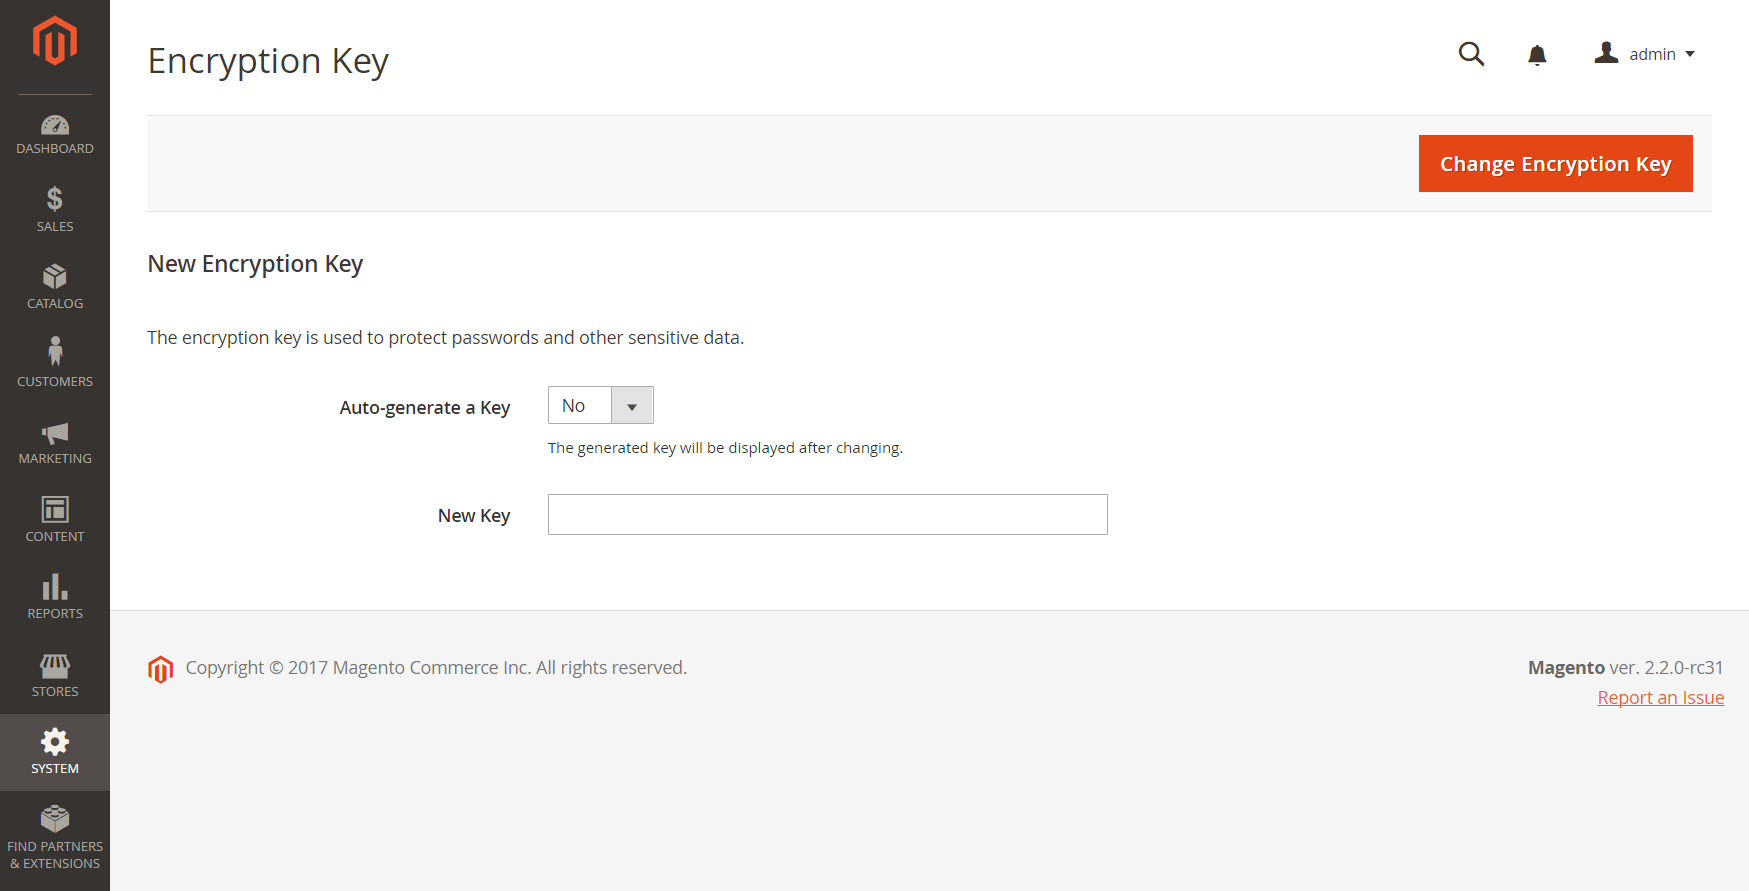 Encryption Key
admin
DASHBOARD
SALES
CATALOG
CUSTOMERS
MARKETING
CONTENT
REPORTS
STORES
SYSTEM
FIND PARTNERS
& EXTENSIONS
Change Encryption Key
New Encryption Key
The encryption key is used to protect passwords and other sensitive data.
Auto-generate a Key
No
The generated key will be displayed after changing.
New Key
Copyright © 2017 Magento Commerce Inc. All rights reserved.
Magento ver. 2.2.0-rc31
Report an Issue